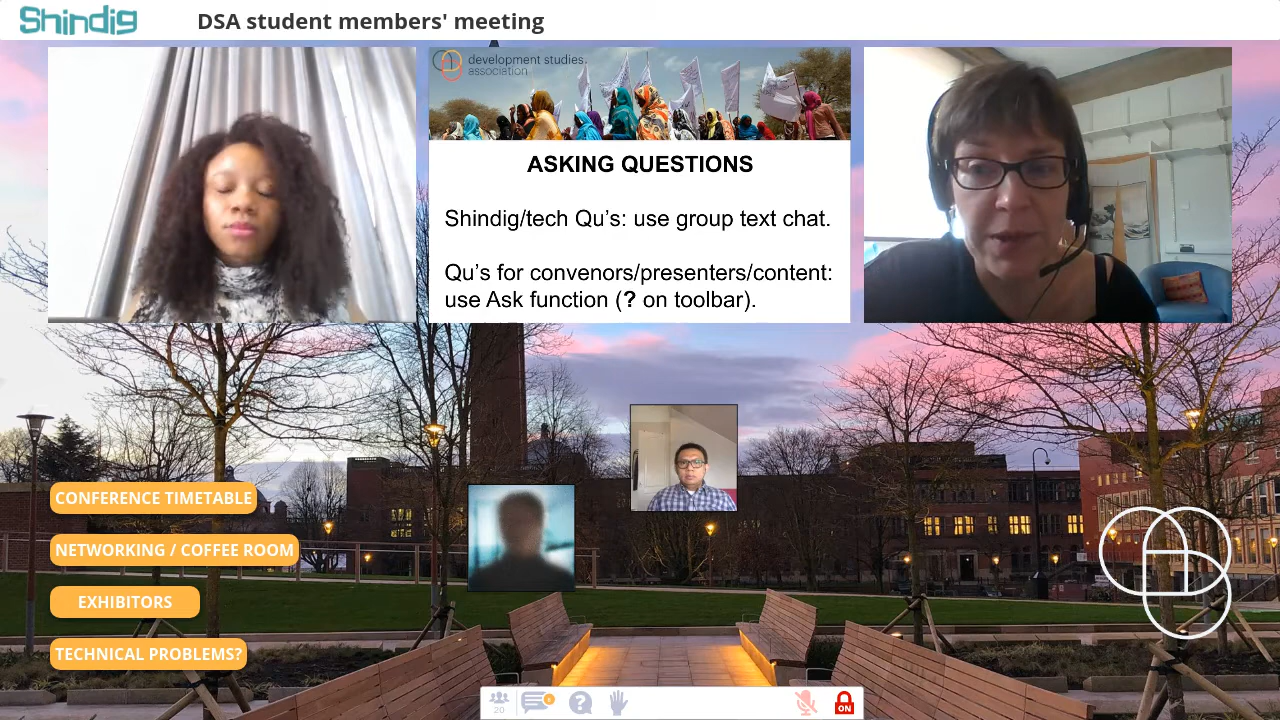 Shindig
DSA student members' meeting
development studies
association
ASKING QUESTIONS
Shindig/tech Qu's: use group text chat.
Qu's for convenors/presenters/content:
use Ask function (? on toolbar).
CONFERENCE TIMETABLE
NETWORKING / COFFEE ROOM
EXHIBITORS
TECHNICAL PROBLEMS?
20
?
ON